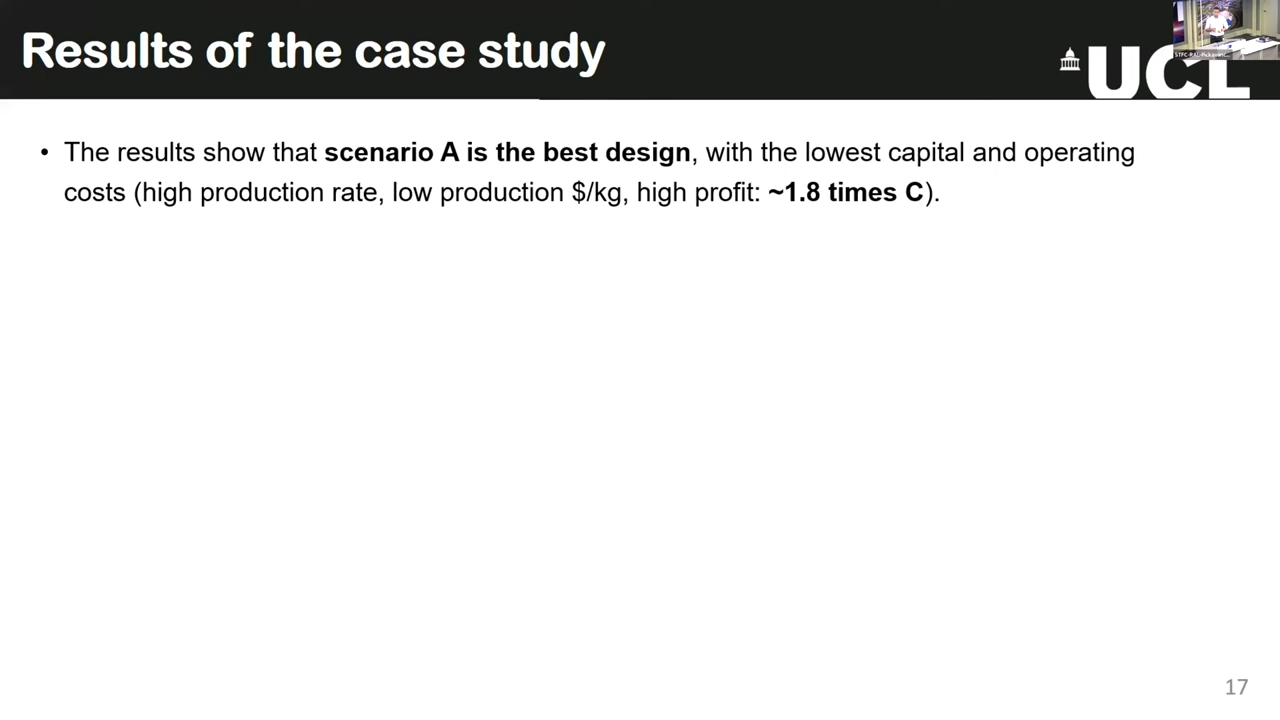 Results of the case study
UCL
• The results show that scenario A is the best design, with the lowest capital and operating
costs (high production rate, low production $/kg, high profit: ~1.8 times C).
17